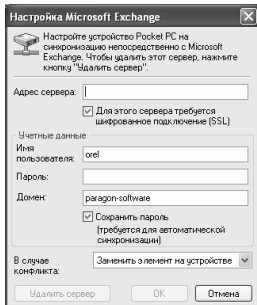 Настройка Microsoft Exchange
Настройте устройство Pocket PC на
синхронизацию непосредственно с Microsoft
Exchange. Чтобы удалить этот сервер, нажмите
кнопку "Удалить сервер".
Адрес сервера:
Для этого сервера требуется
шифрованное подключение (SSL)
Учетные данные
Имя
пользователя: orel
Пароль:
Домен: paragon-software
Сохранить пароль
(требуется для автоматической
синхронизации)
В случае
конфликта: Заменить элемент на устройстве
Удалить сервер OK Отмена